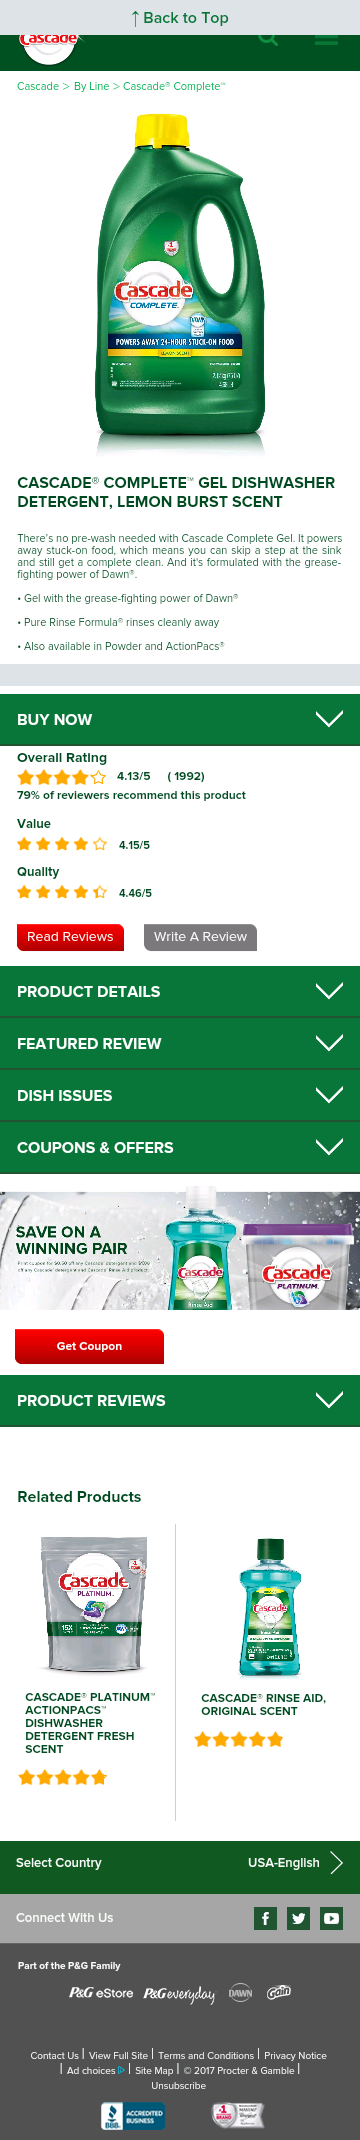 ↑ Back to Top
Cascade
Cascade > By Line > Cascade® Complete™
Cascade
COMPLETE.
POWERS AWAY 24-HOUR STUCK-ON FOOD
LEMON SCENT
CASCADE® COMPLETE™ GEL DISHWASHER
DETERGENT, LEMON BURST SCENT
There's no pre-wash needed with Cascade Complete Gel. It powers
away stuck-on food, which means you can skip a step at the sink
and still get a complete clean. And it's formulated with the grease-
fighting power of Dawn®.
• Gel with the grease-fighting power of Dawn®
• Pure Rinse Formula® rinses cleanly away
• Also available in Powder and ActionPacs®
BUY NOW
Overall Rating
4.13/5 ( 1992)
79% of reviewers recommend this product
Value
4.15/5
Quality
4.46/5
Read Reviews Write A Review
PRODUCT DETAILS
FEATURED REVIEW
DISH ISSUES
COUPONS & OFFERS
SAVE ON A
WINNING PAIR
Cascade
Rinse Aid
Cascade
PLATINUM.
Get Coupon
PRODUCT REVIEWS
Related Products
Cascade
PLATINUM.
Cascade
CASCADE® PLATINUM™
ACTIONPACS™
DISHWASHER
DETERGENT FRESH
SCENT
CASCADE® RINSE AID,
ORIGINAL SCENT
Select Country USA-English
Connect With Us
Part of the P&G Family
P&G eStore P&G everyday DAWN Gain
Contact Us | View Full Site | Terms and Conditions | Privacy Notice
| Ad choices | Site Map | © 2017 Procter & Gamble |
Unsubscribe
BBB ACCREDITED
BUSINESS